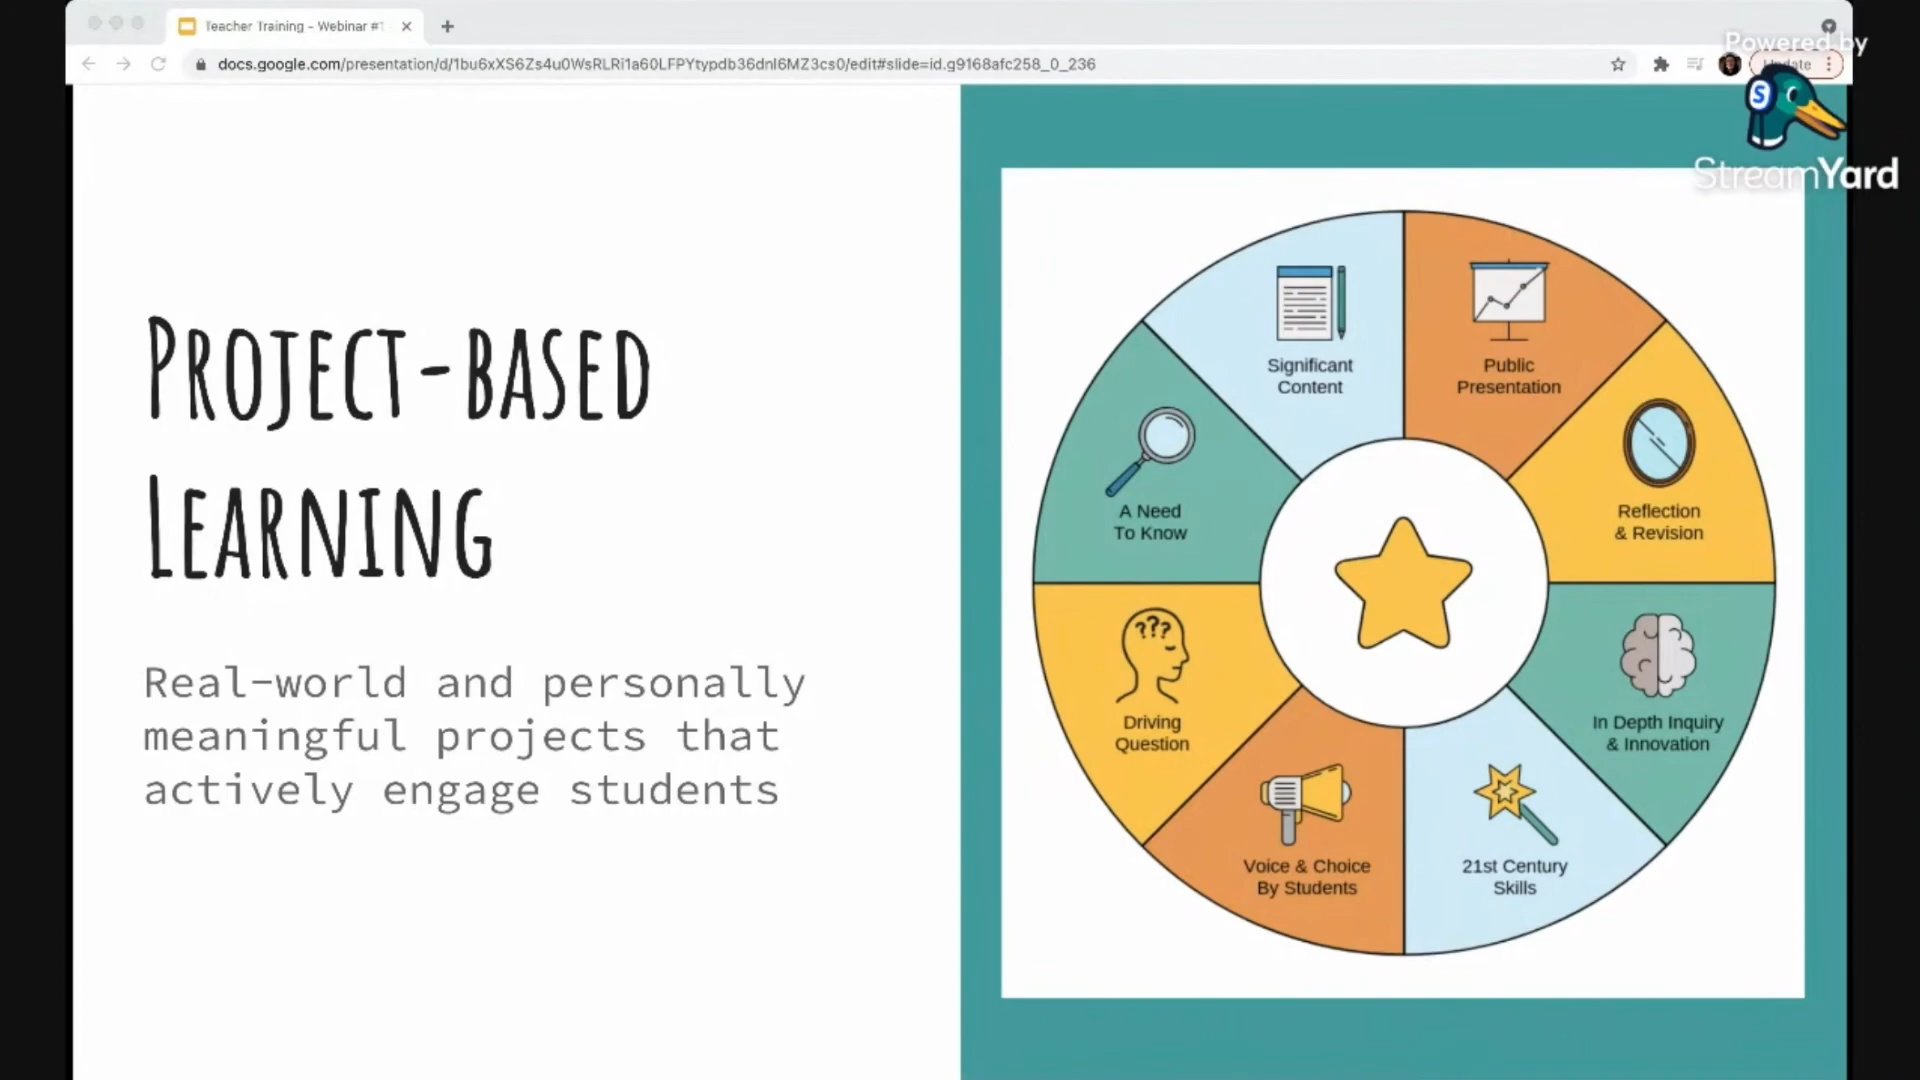 Teacher Training - Webinar #1
docs.google.com/presentation/d/1bu6xXS6Zs4u0WsRLRi1a60LFPYtypdb36dnI6MZ3cs0/edit#slide=id.g9168afc258_0_236
Update
Powered by
S
StreamYard
PROJECT-BASED
LEARNING
Real-world and personally
meaningful projects that
actively engage students
Significant
Content
Public
Presentation
Reflection
& Revision
In Depth Inquiry
& Innovation
21st Century
Skills
Voice & Choice
By Students
???
Driving
Question
A Need
To Know